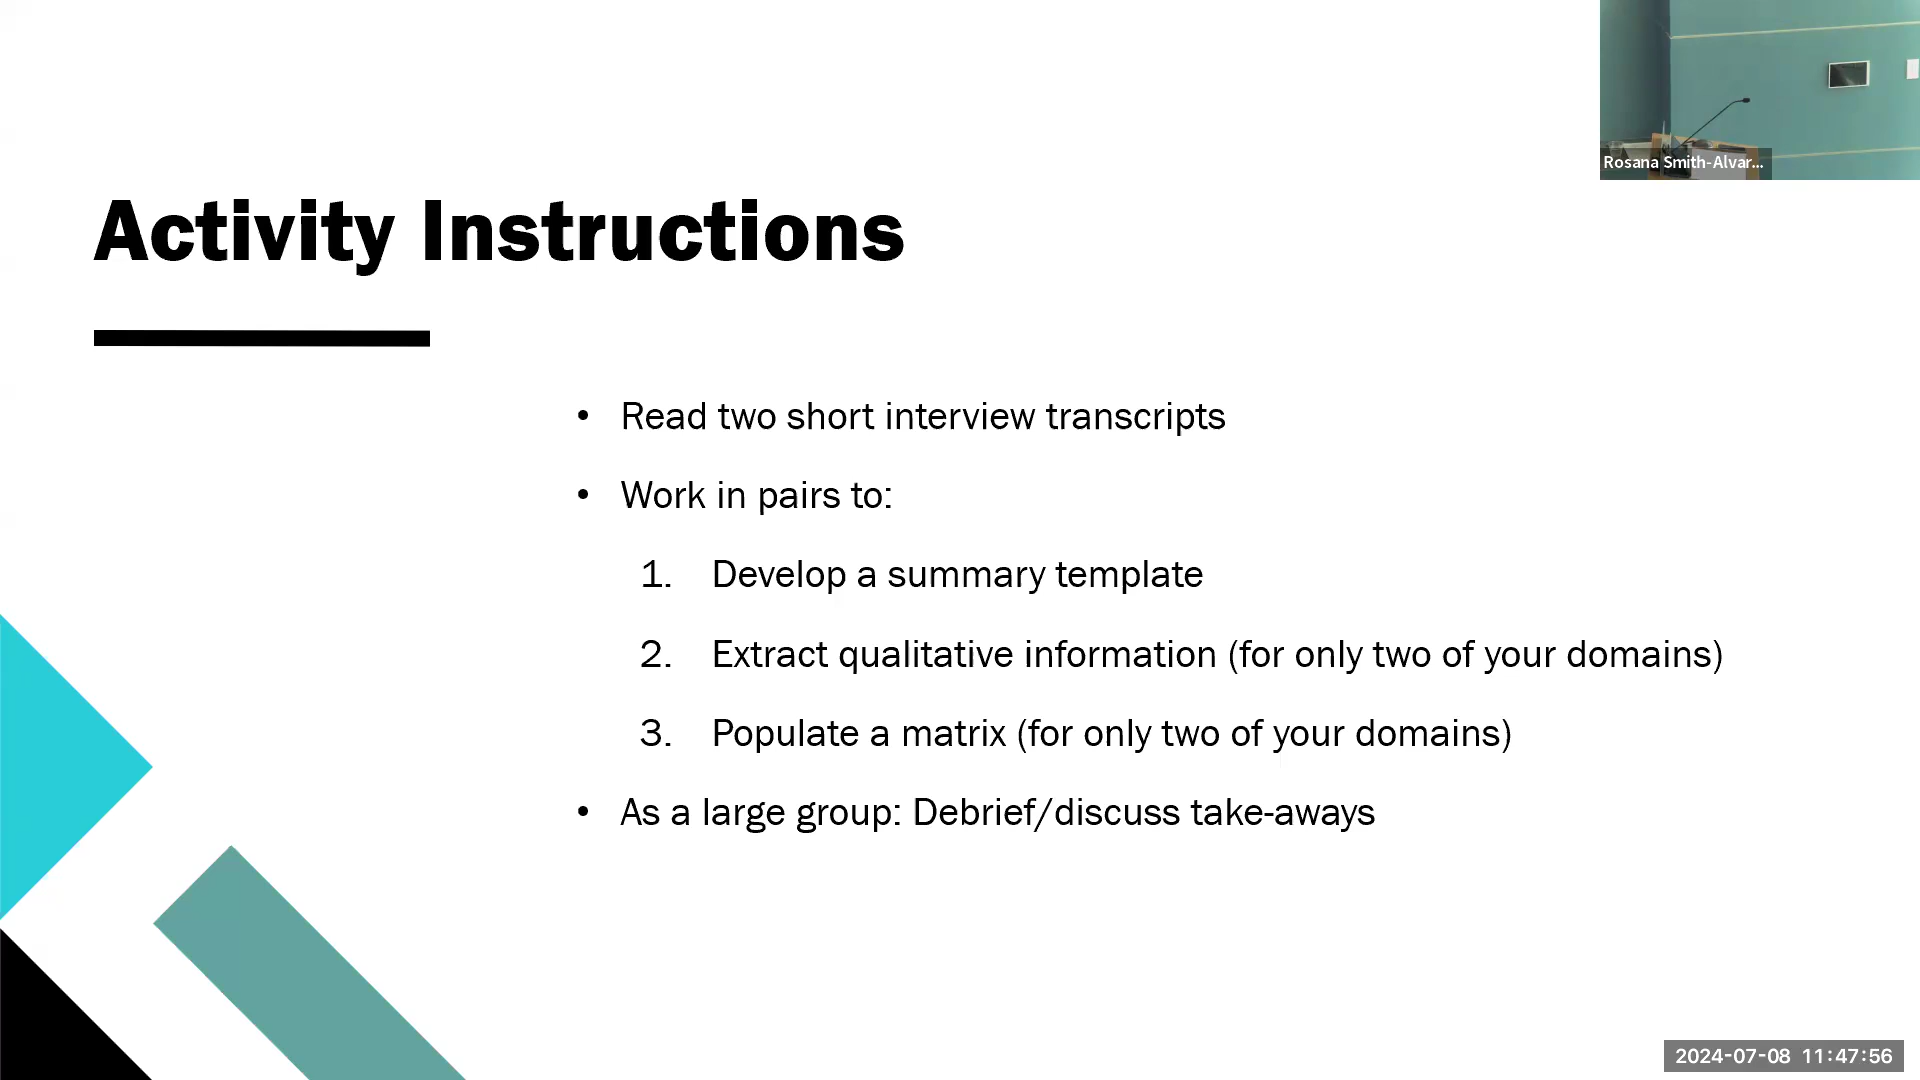 Rosana Smith-Alvar...
Activity Instructions
• Read two short interview transcripts
• Work in pairs to:
1. Develop a summary template
2. Extract qualitative information (for only two of your domains)
3. Populate a matrix (for only two of your domains)
• As a large group: Debrief/discuss take-aways
2024-07-08 11:47:56